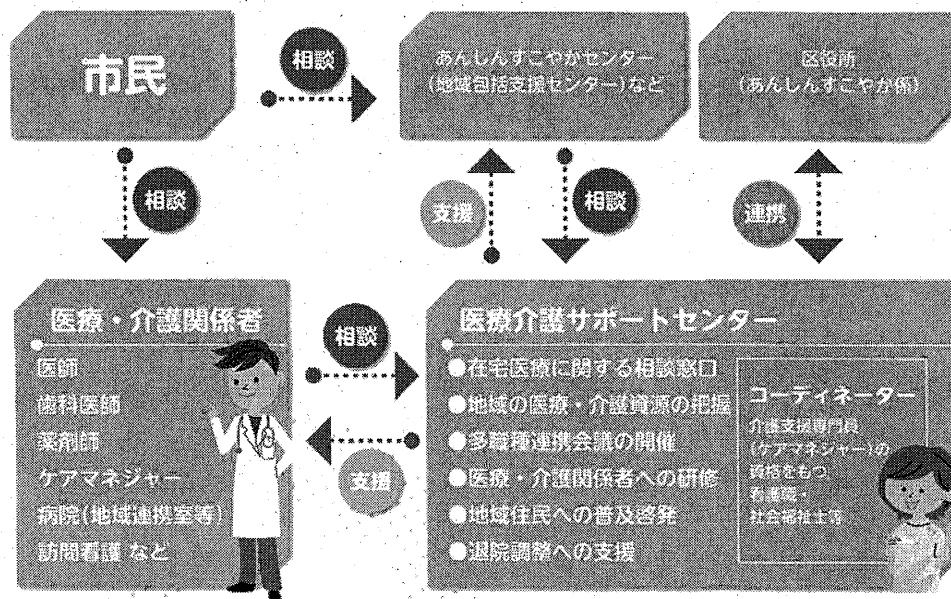 市民
相談
あんしんすこやかセンター
(地域包括支援センター)など
区役所
(あんしんすこやか係)
相談
支援
相談
連携
医療・介護関係者
医師
歯科医師
薬剤師
ケアマネジャー
病院(地域連携室等)
訪問看護 など
相談
支援
医療介護サポートセンター
●在宅医療に関する相談窓口
●地域の医療・介護資源の把握
●多職種連携会議の開催
●医療・介護関係者への研修
●地域住民への普及啓発
●退院調整への支援
コーディネーター
介護支援専門員
(ケアマネジャー)の
資格をもつ
看護職・
社会福祉士等